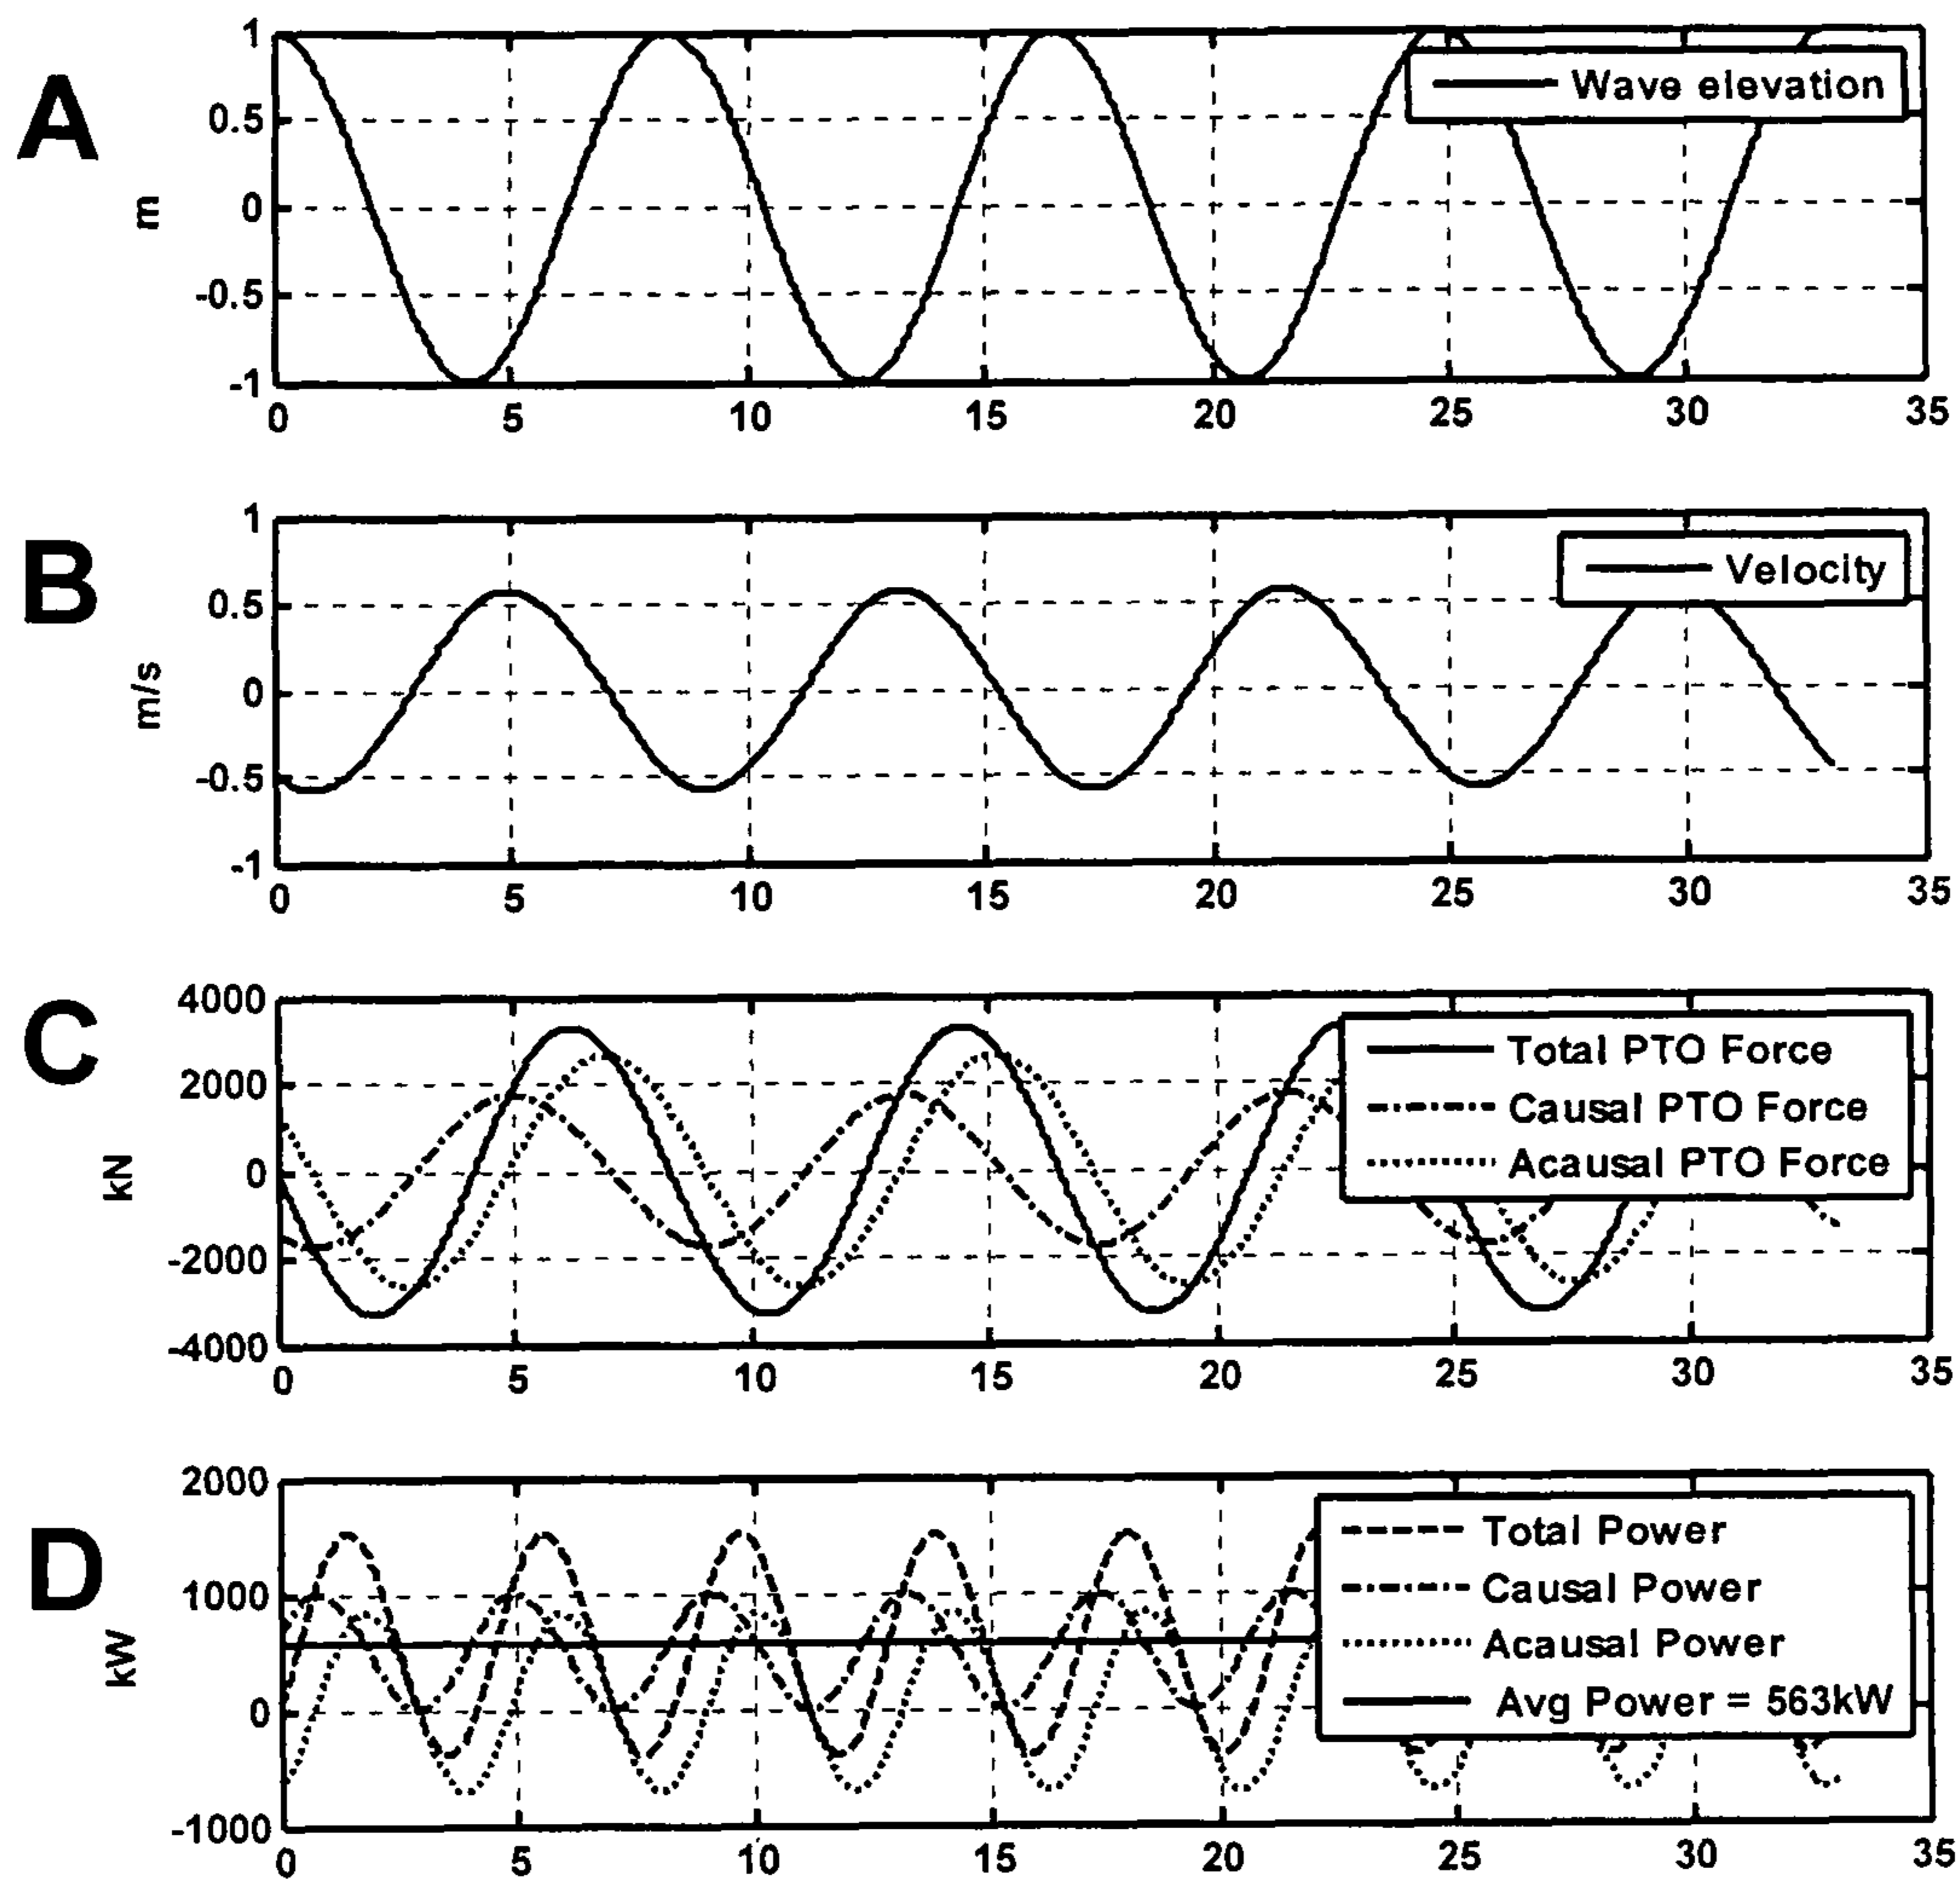 A
1
0.5
0
-0.5
-1
m
Wave elevation
0 5 10 15 20 25 30 35
B
1
0.5
0
-0.5
-1
m/s
Velocity
0 5 10 15 20 25 30 35
C
4000
2000
0
-2000
-4000
kN
Total PTO Force
Causal PTO Force
Acausal PTO Force
0 5 10 15 20 25 30 35
D
2000
1000
0
-1000
kW
Total Power
Causal Power
Acausal Power
Avg Power = 563kW
0 5 10 15 20 25 30 35